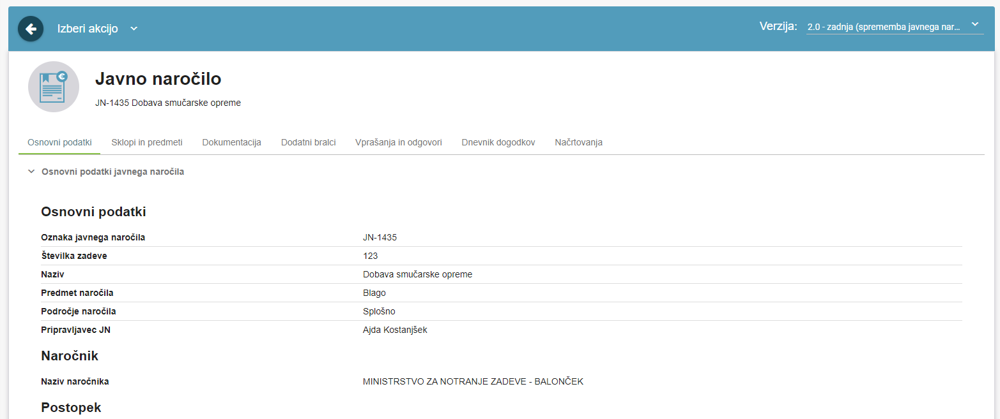 Izberi akcijo
Verzija: 2.0 - zadnja (sprememba javnega nar...
Javno naročilo
JN-1435 Dobava smučarske opreme
Osnovni podatki Sklopi in predmeti Dokumentacija Dodatni bralci Vprašanja in odgovori Dnevnik dogodkov Načrtovanja
Osnovni podatki javnega naročila
Osnovni podatki
Oznaka javnega naročila JN-1435
Številka zadeve 123
Naziv Dobava smučarske opreme
Predmet naročila Blago
Področje naročila Splošno
Pripravljavec JN Ajda Kostanjšek
Naročnik
Naziv naročnika MINISTRSTVO ZA NOTRANJE ZADEVE - BALONČEK
Postopek